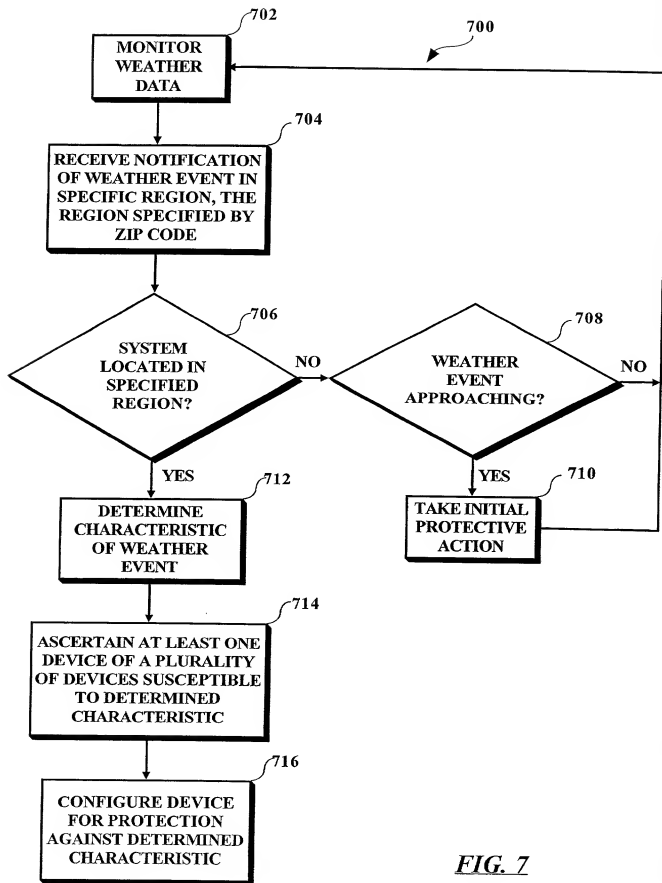 702
700
MONITOR
WEATHER
DATA
704
RECEIVE NOTIFICATION
OF WEATHER EVENT IN
SPECIFIC REGION, THE
REGION SPECIFIED BY
ZIP CODE
706
SYSTEM
LOCATED IN
SPECIFIED
REGION?
NO
708
WEATHER
EVENT
APPROACHING?
NO
YES
712
DETERMINE
CHARACTERISTIC
OF WEATHER
EVENT
YES
710
TAKE INITIAL
PROTECTIVE
ACTION
714
ASCERTAIN AT LEAST ONE
DEVICE OF A PLURALITY
OF DEVICES SUSCEPTIBLE
TO DETERMINED
CHARACTERISTIC
716
CONFIGURE DEVICE
FOR PROTECTION
AGAINST DETERMINED
CHARACTERISTIC
FIG. 7